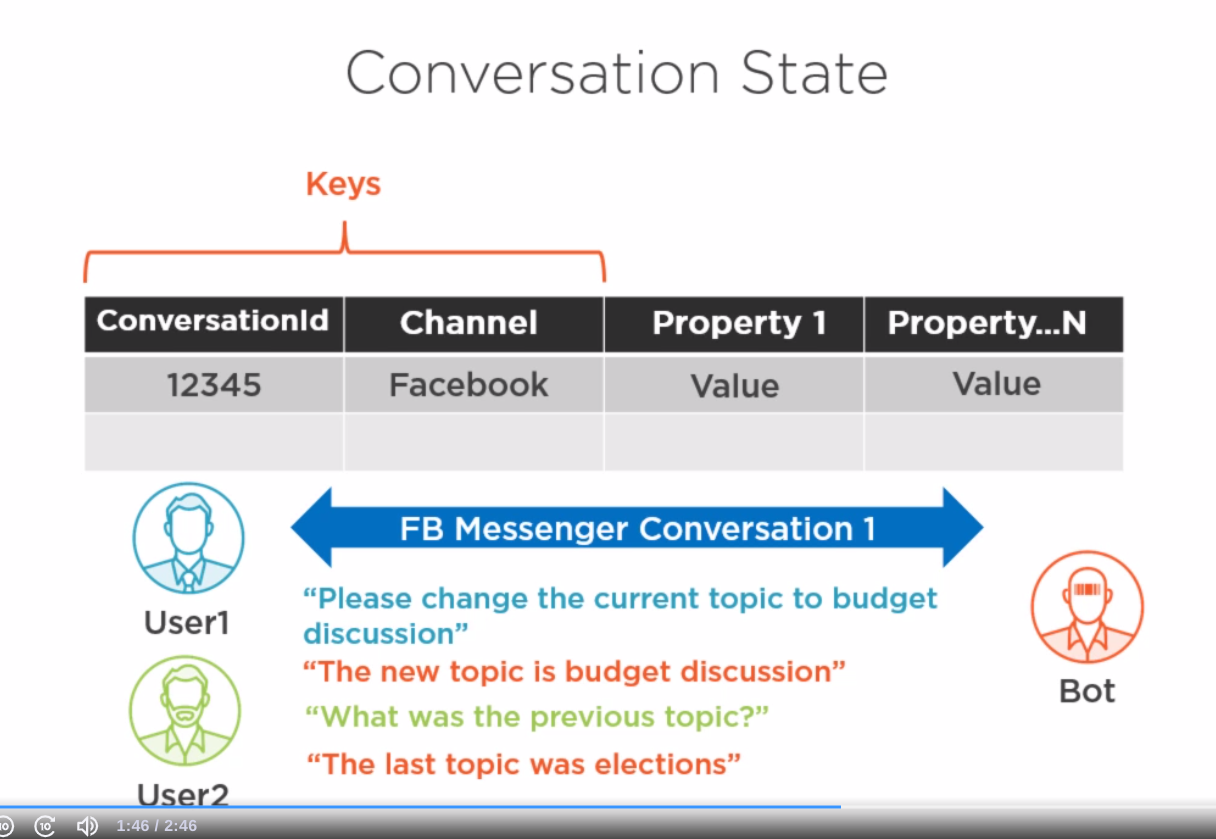 Conversation State
Keys
ConversationId Channel Property 1 Property...N
12345 Facebook Value Value
FB Messenger Conversation 1
User1
“Please change the current topic to budget
discussion”
“The new topic is budget discussion”
“What was the previous topic?”
“The last topic was elections”
User2
Bot
10 10 1:46 / 2:46